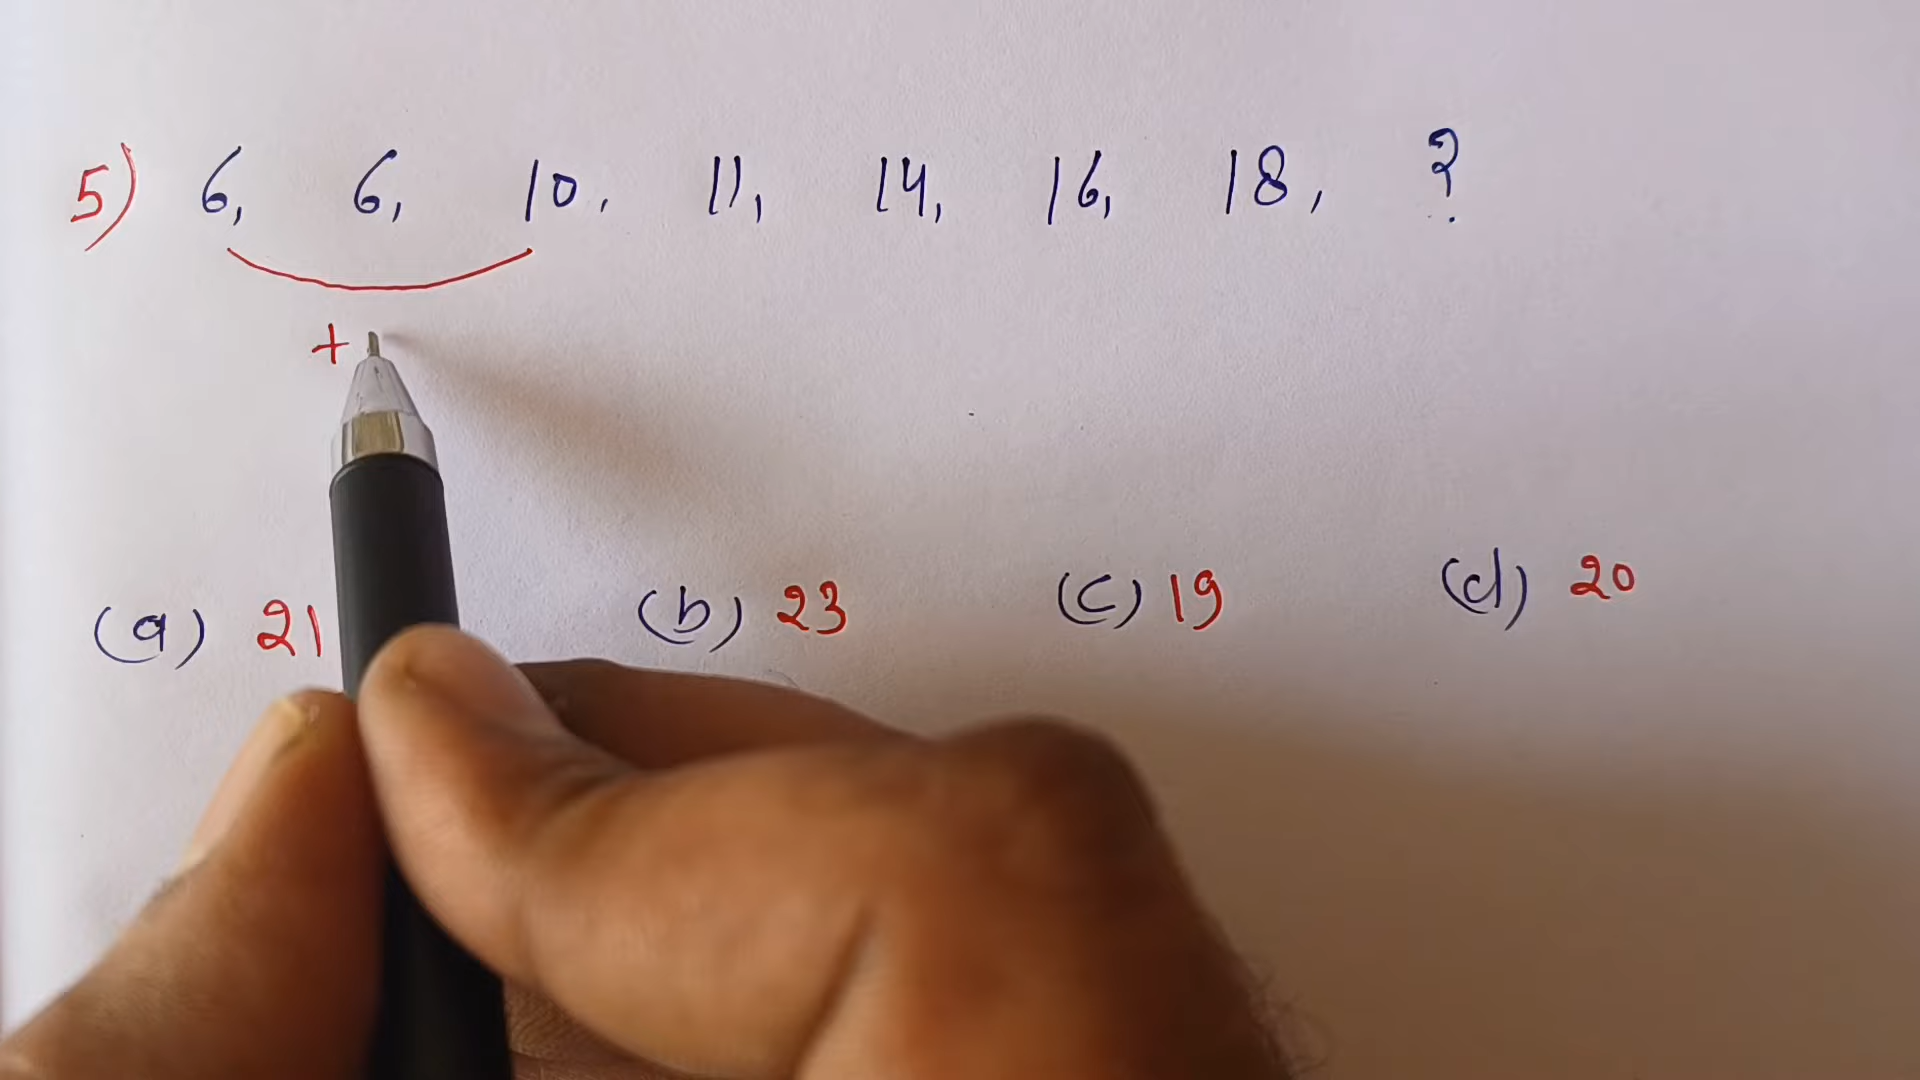 5) 6, 6, 10, 11, 14, 16, 18, ?
+
(a) 21 (b) 23 (c) 19 (d) 20